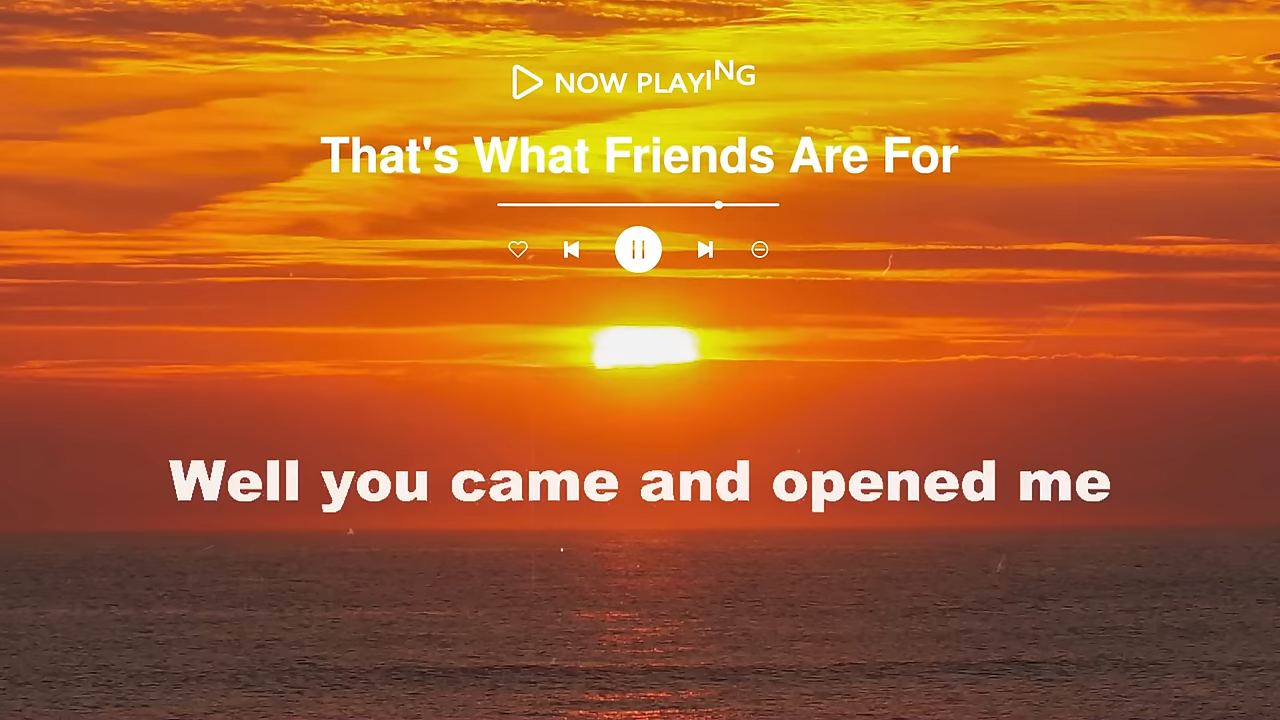 NOW PLAYING
That's What Friends Are For
Well you came and opened me